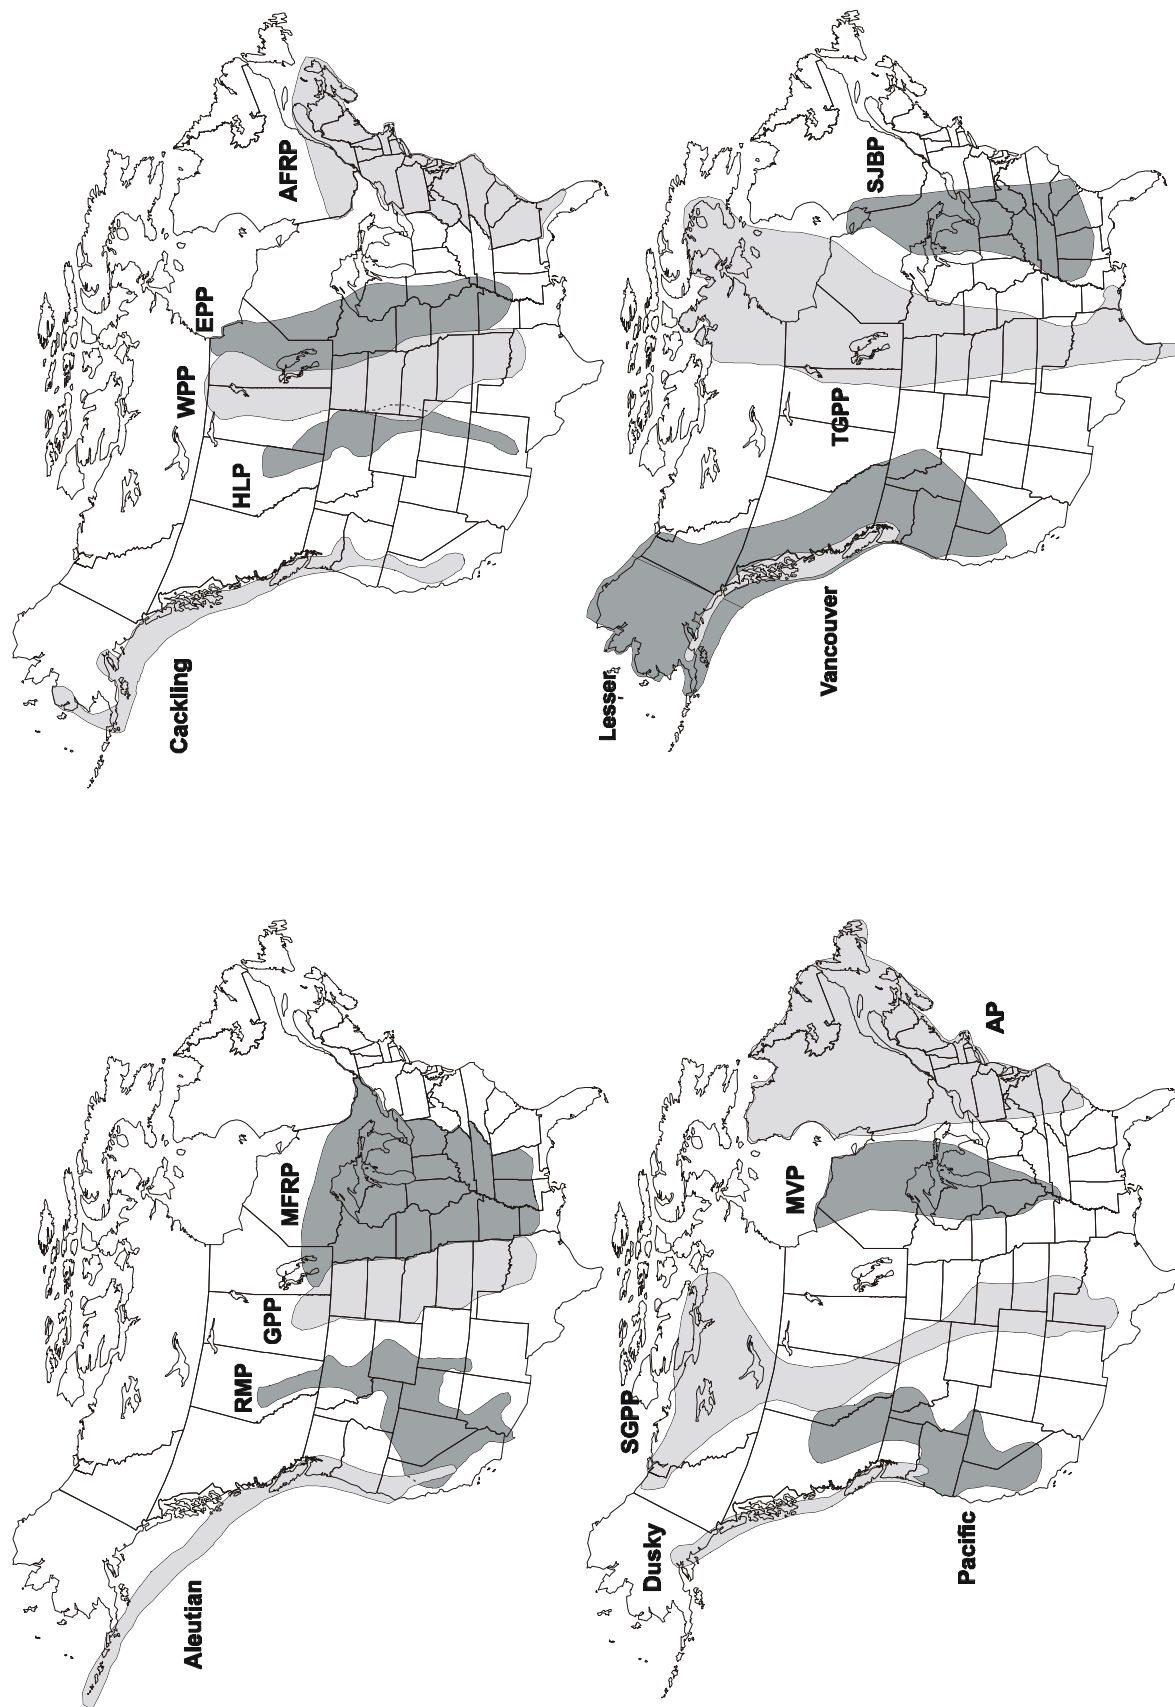 Aleutian
RMP
GPP
MFRP
Cackling
HLP
WPP
EPP
AFRP
Dusky
SGPP
Pacific
MVP
AP
Lesser
Vancouver
TGPP
SJBP